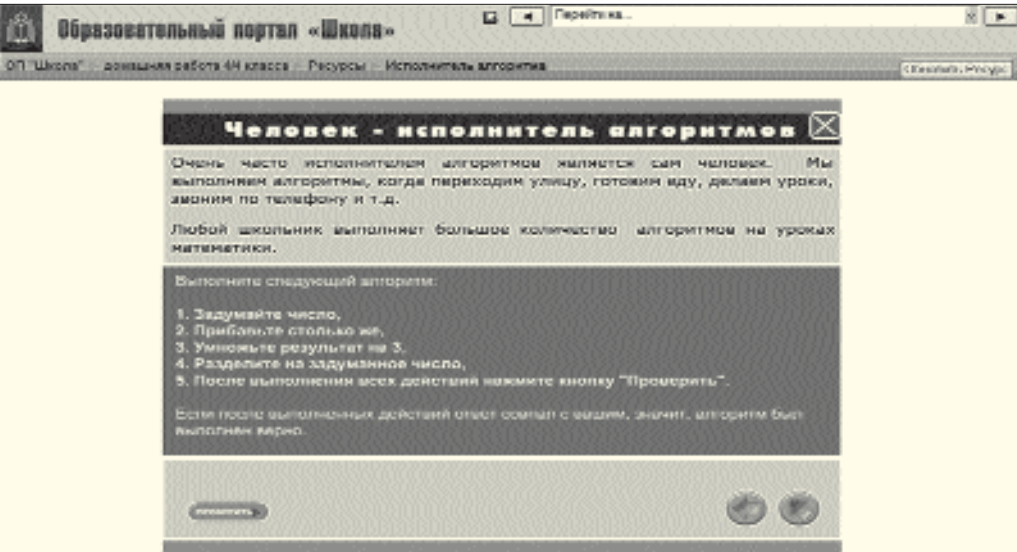 Образовательный портал «Школа»
Перейти на...
ОП "Школа" домашняя работа 4И класса Ресурсы Исполнитель алгоритма
Человек - исполнитель алгоритмов
Очень часто исполнителем алгоритмов является сам человек. Мы
выполняем алгоритмы, когда переходим улицу, готовим еду, делаем уроки,
звоним по телефону и т.д.
Любой школьник выполняет большое количество алгоритмов на уроках
математики.
Выполните следующий алгоритм:
1. Задумайте число,
2. Прибавьте столько же,
3. Умножьте результат на 3,
4. Разделите на задуманное число,
5. После выполнения всех действий нажмите кнопку "Проверить".
Если после выполненных действий ответ совпал с вашим, значит, алгоритм был
выполнен верно.